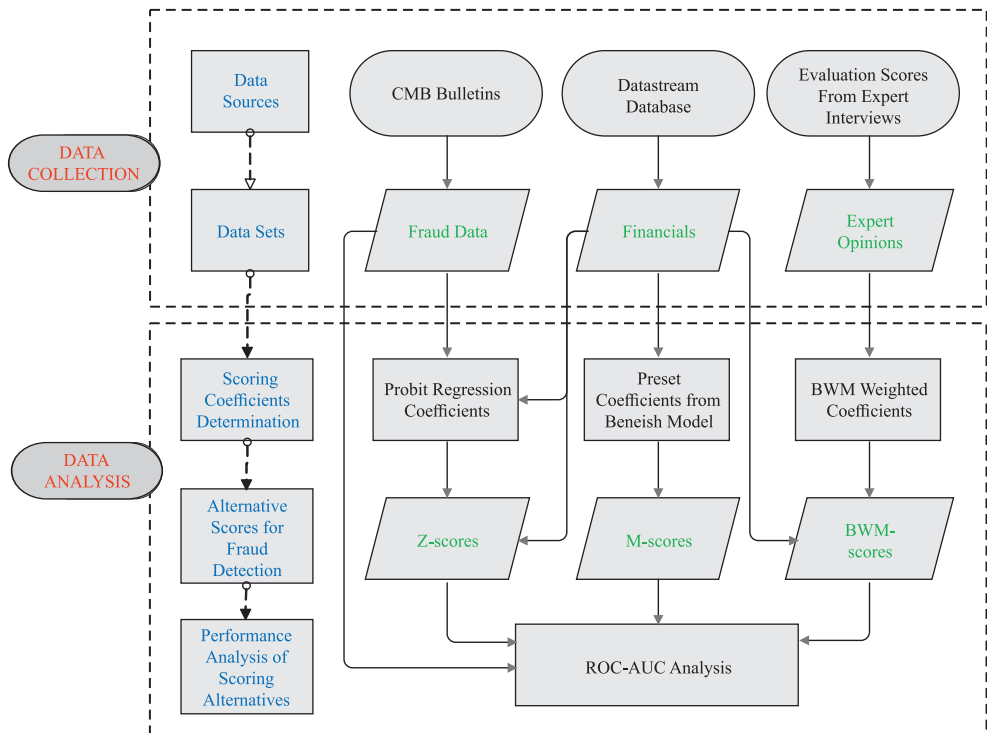 Data
Sources
CMB Bulletins
Datastream
Database
Evaluation Scores
From Expert
Interviews
DATA
COLLECTION
Data Sets
Fraud Data
Financials
Expert
Opinions
Scoring
Coefficients
Determination
Probit Regression
Coefficients
Preset
Coefficients from
Beneish Model
BWM Weighted
Coefficients
DATA
ANALYSIS
Alternative
Scores for
Fraud
Detection
Z-scores
M-scores
BWM-
scores
Performance
Analysis of
Scoring
Alternatives
ROC-AUC Analysis